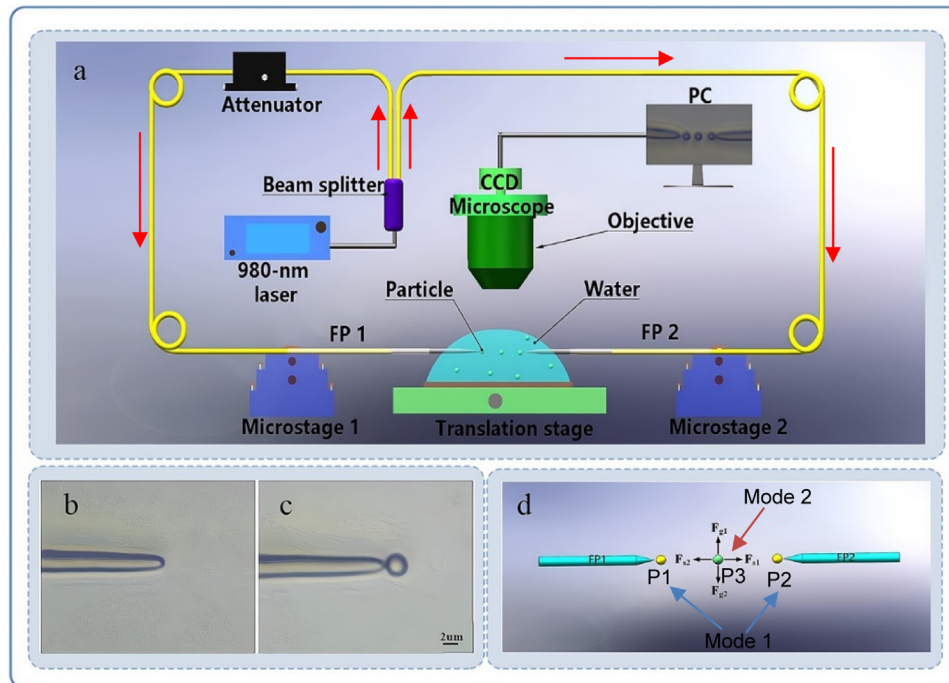 a
Attenuator
PC
Beam splitter
CCD
Microscope
Objective
980-nm
laser
Particle
Water
FP 1
FP 2
Microstage 1
Translation stage
Microstage 2
b
c
2um
d
Mode 2
Fg1
FP1
Fs2
Fs1
FP2
P1
P3
P2
Fg2
Mode 1